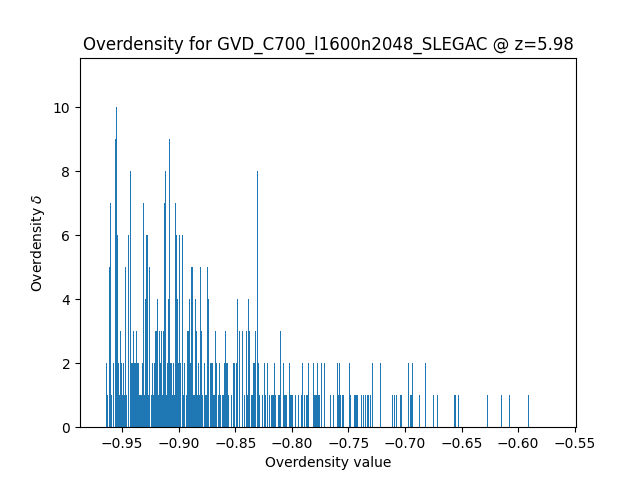 Overdensity for GVD_C700_l1600n2048_SLEGAC @ z=5.98
Overdensity δ
10
8
6
4
2
0
−0.95 −0.90 −0.85 −0.80 −0.75 −0.70 −0.65 −0.60 −0.55
Overdensity value